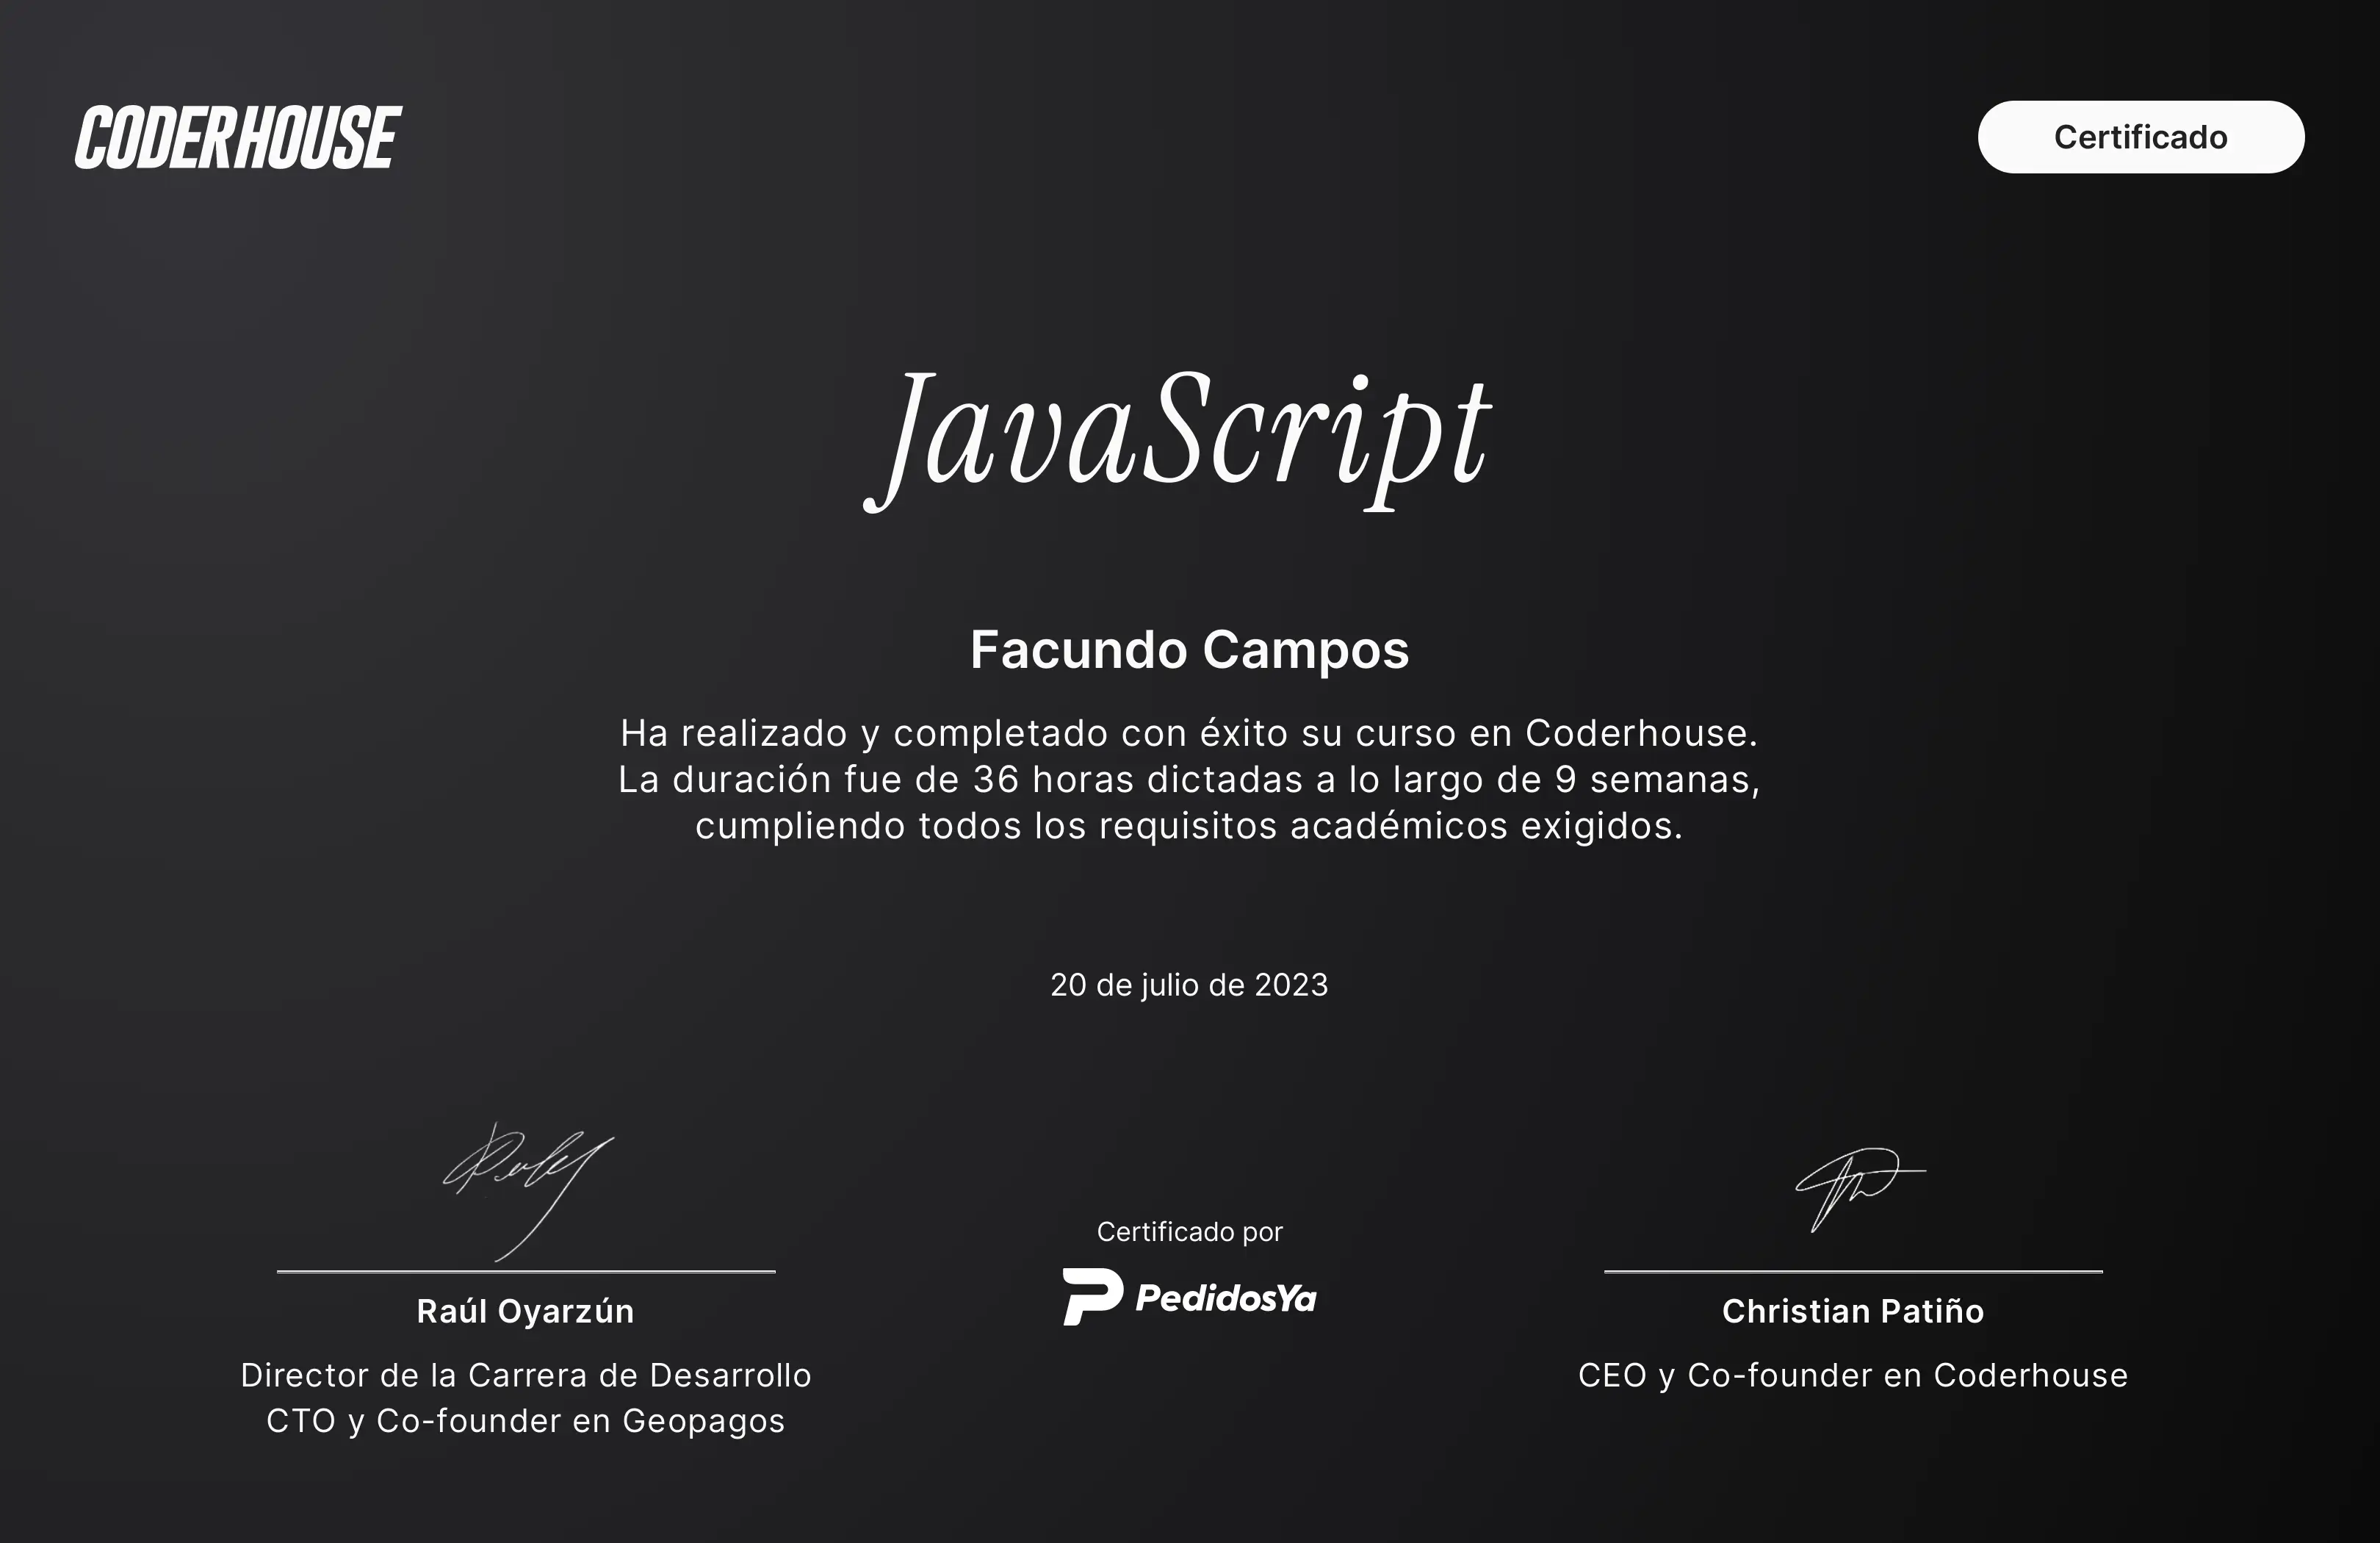 CODERHOUSE
Certificado
JavaScript
Facundo Campos
Ha realizado y completado con éxito su curso en Coderhouse.
La duración fue de 36 horas dictadas a lo largo de 9 semanas,
cumpliendo todos los requisitos académicos exigidos.
20 de julio de 2023
Certificado por
PedidosYa
Raúl Oyarzún
Director de la Carrera de Desarrollo
CTO y Co-founder en Geopagos
Christian Patiño
CEO y Co-founder en Coderhouse